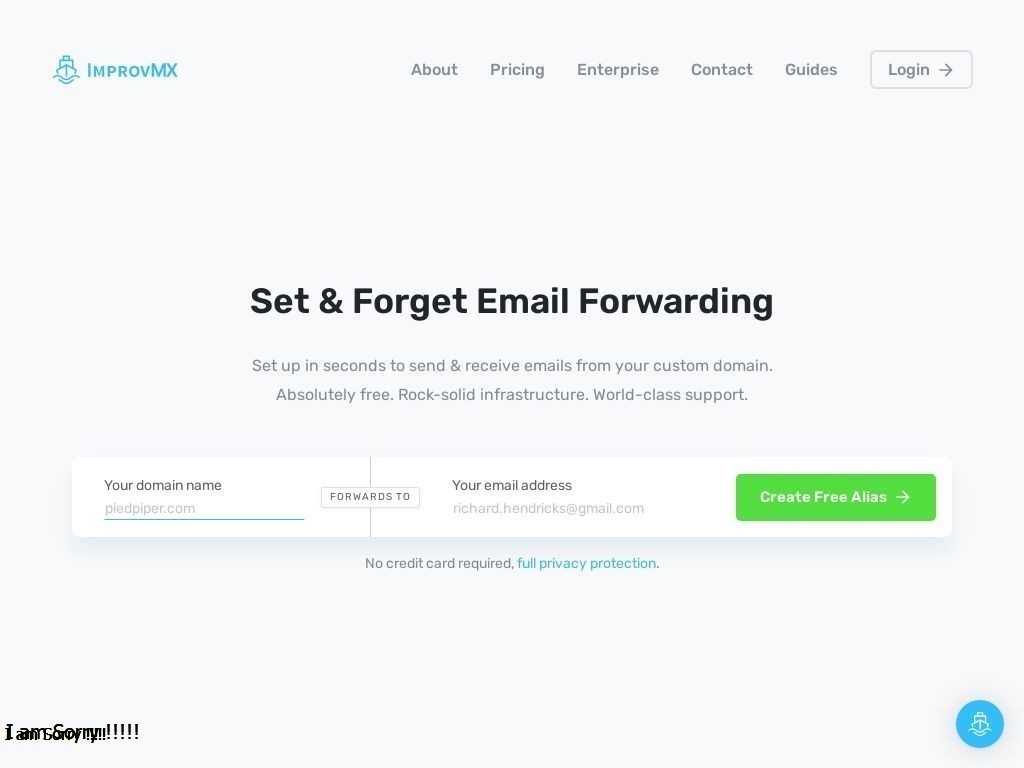 IMPROVMX
About Pricing Enterprise Contact Guides Login
Set & Forget Email Forwarding
Set up in seconds to send & receive emails from your custom domain.
Absolutely free. Rock-solid infrastructure. World-class support.
Your domain name
piedpiper.com
FORWARDS TO
Your email address
richard.hendricks@gmail.com
Create Free Alias
No credit card required, full privacy protection.
I am Sorry !!!!!
I am Sorry !!!!!